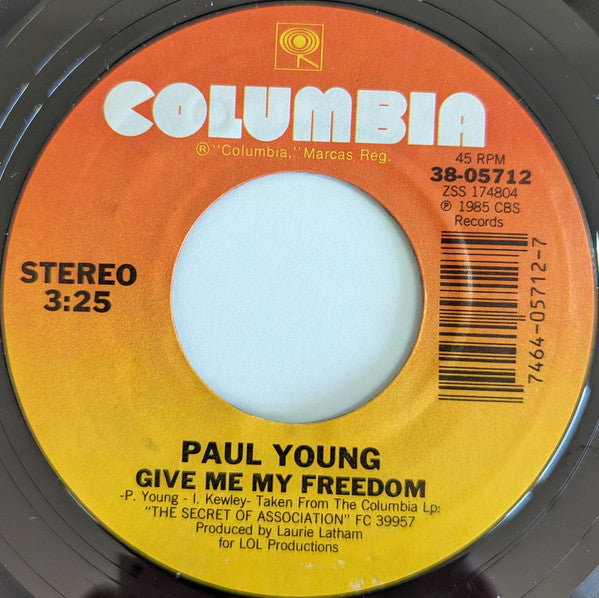 COLUMBIA
® "Columbia," Marcas Reg.
45 RPM
38-05712
ZSS 174804
℗ 1985 CBS
Records
STEREO
3:25
7464-05712-7
PAUL YOUNG
GIVE ME MY FREEDOM
-P. Young - I. Kewley- Taken From The Columbia Lp:
"THE SECRET OF ASSOCIATION" FC 39957
Produced by Laurie Latham
for LOL Productions